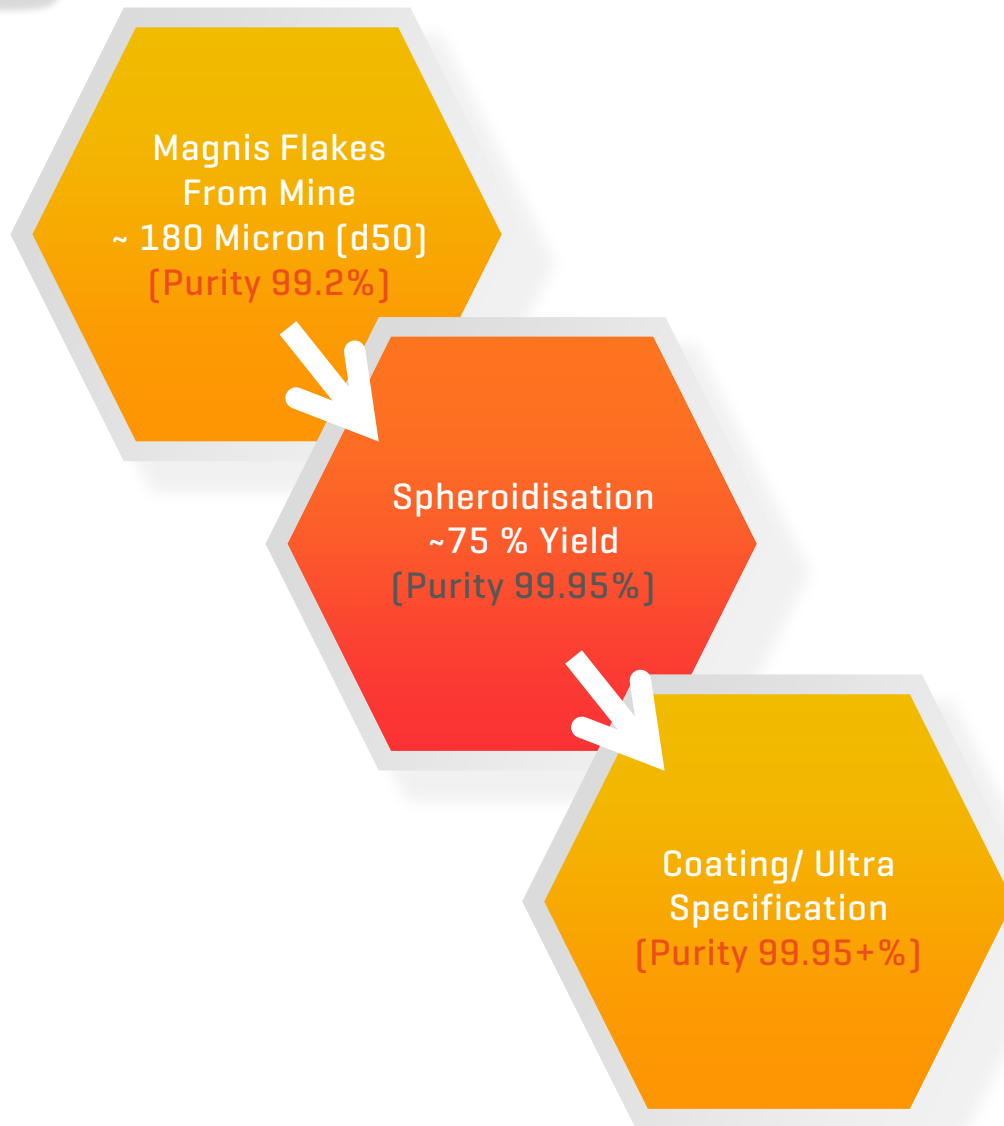 Magnis Flakes
From Mine
~ 180 Micron (d50)
(Purity 99.2%)
Spheroidisation
~75 % Yield
(Purity 99.95%)
Coating/ Ultra
Specification
(Purity 99.95+%)